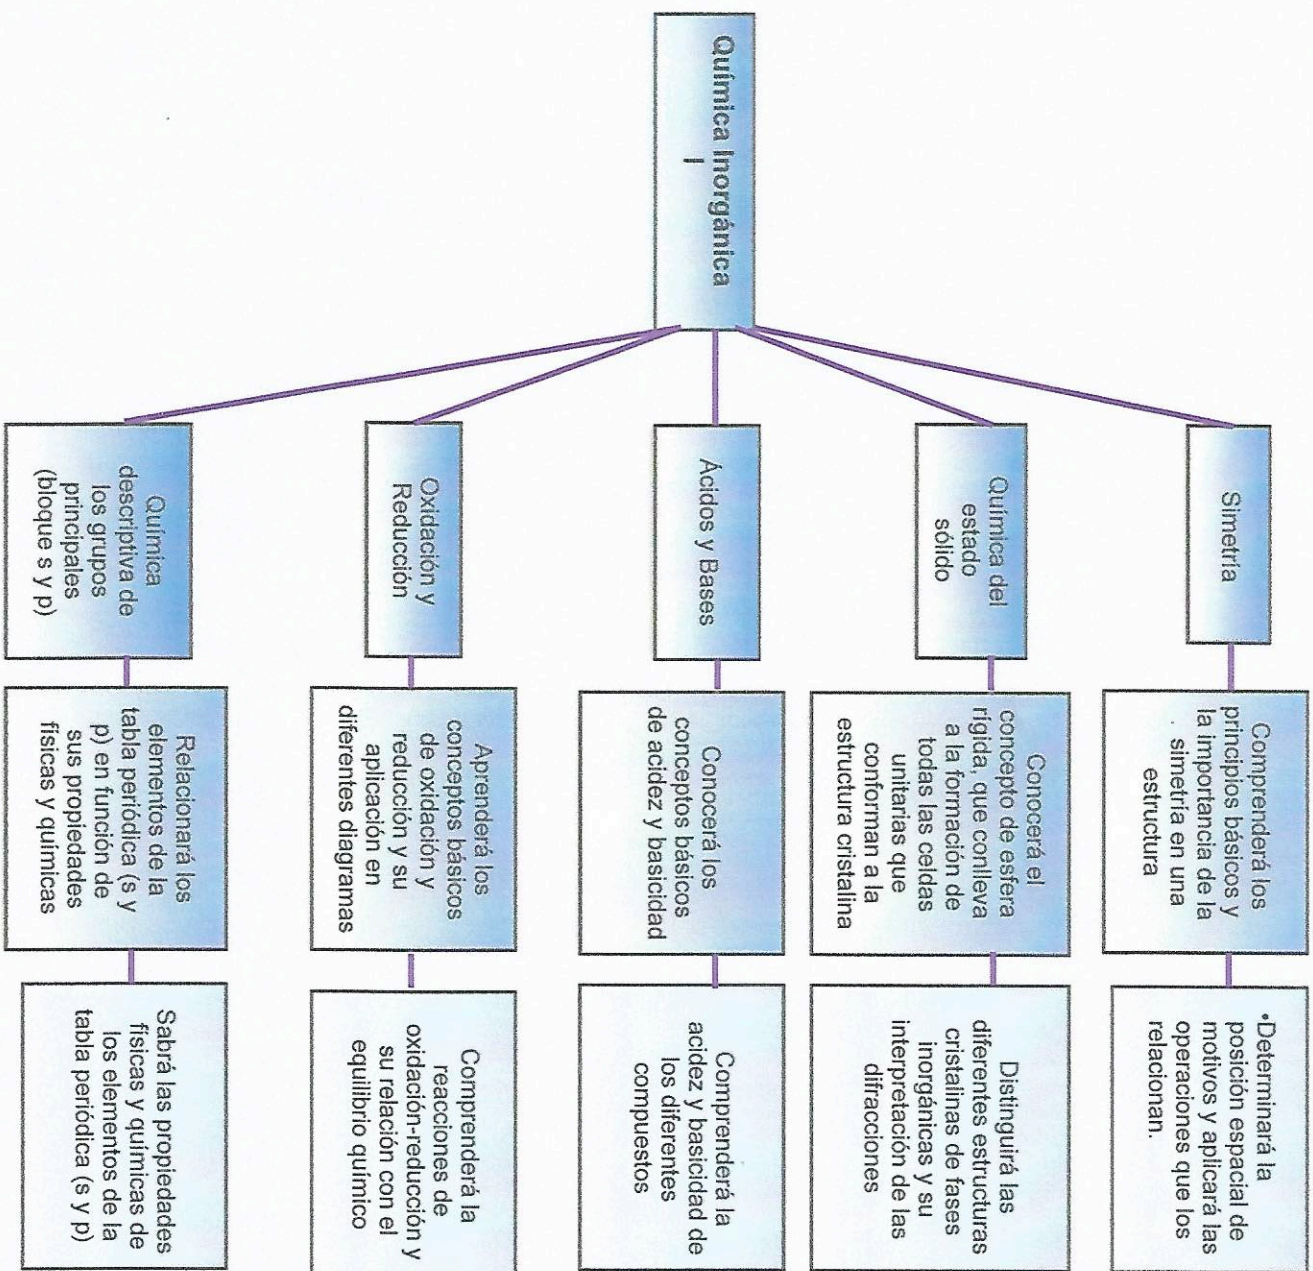 Química Inorgánica
I
Simetría
Comprenderá los
principios básicos y
la importancia de la
simetría en una
estructura
•Determinará la
posición espacial de
motivos y aplicará las
operaciones que los
relacionan.
Química del
estado
sólido
Conocerá el
concepto de esfera
rígida, que conlleva
a la formación de
todas las celdas
unitarias que
conforman a la
estructura cristalina
Distinguirá las
diferentes estructuras
cristalinas de fases
inorgánicas y su
interpretación de las
difracciones
Ácidos y Bases
Conocerá los
conceptos básicos
de acidez y basicidad
Comprenderá la
acidez y basicidad de
los diferentes
compuestos
Oxidación y
Reducción
Aprenderá los
conceptos básicos
de oxidación y
reducción y su
aplicación en
diferentes diagramas
Comprenderá la
reacciones de
oxidación-reducción y
su relación con el
equilibrio químico
Química
descriptiva de
los grupos
principales
(bloque s y p)
Relacionará los
elementos de la
tabla periódica (s y
p) en función de
sus propiedades
físicas y químicas
Sabrá las propiedades
físicas y químicas de
los elementos de la
tabla periódica (s y p)